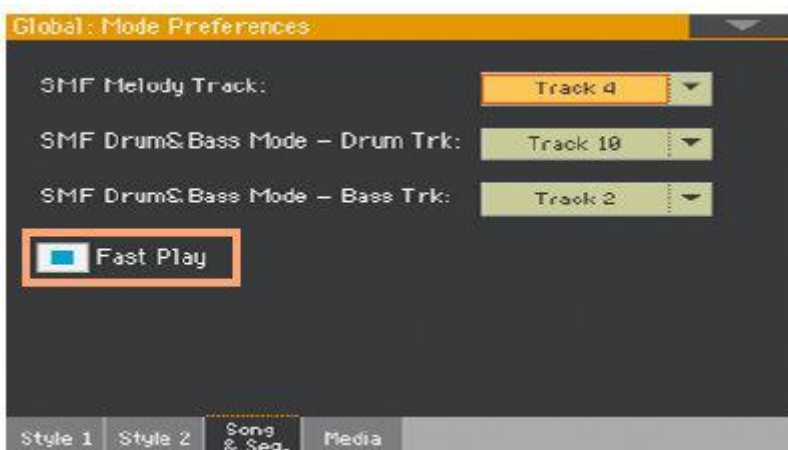 Global: Mode Preferences
SMF Melody Track:
Track 4
SMF Drum&Bass Mode – Drum Trk:
Track 10
SMF Drum&Bass Mode – Bass Trk:
Track 2
Fast Play
Style 1
Style 2
Song
& Seq.
Media